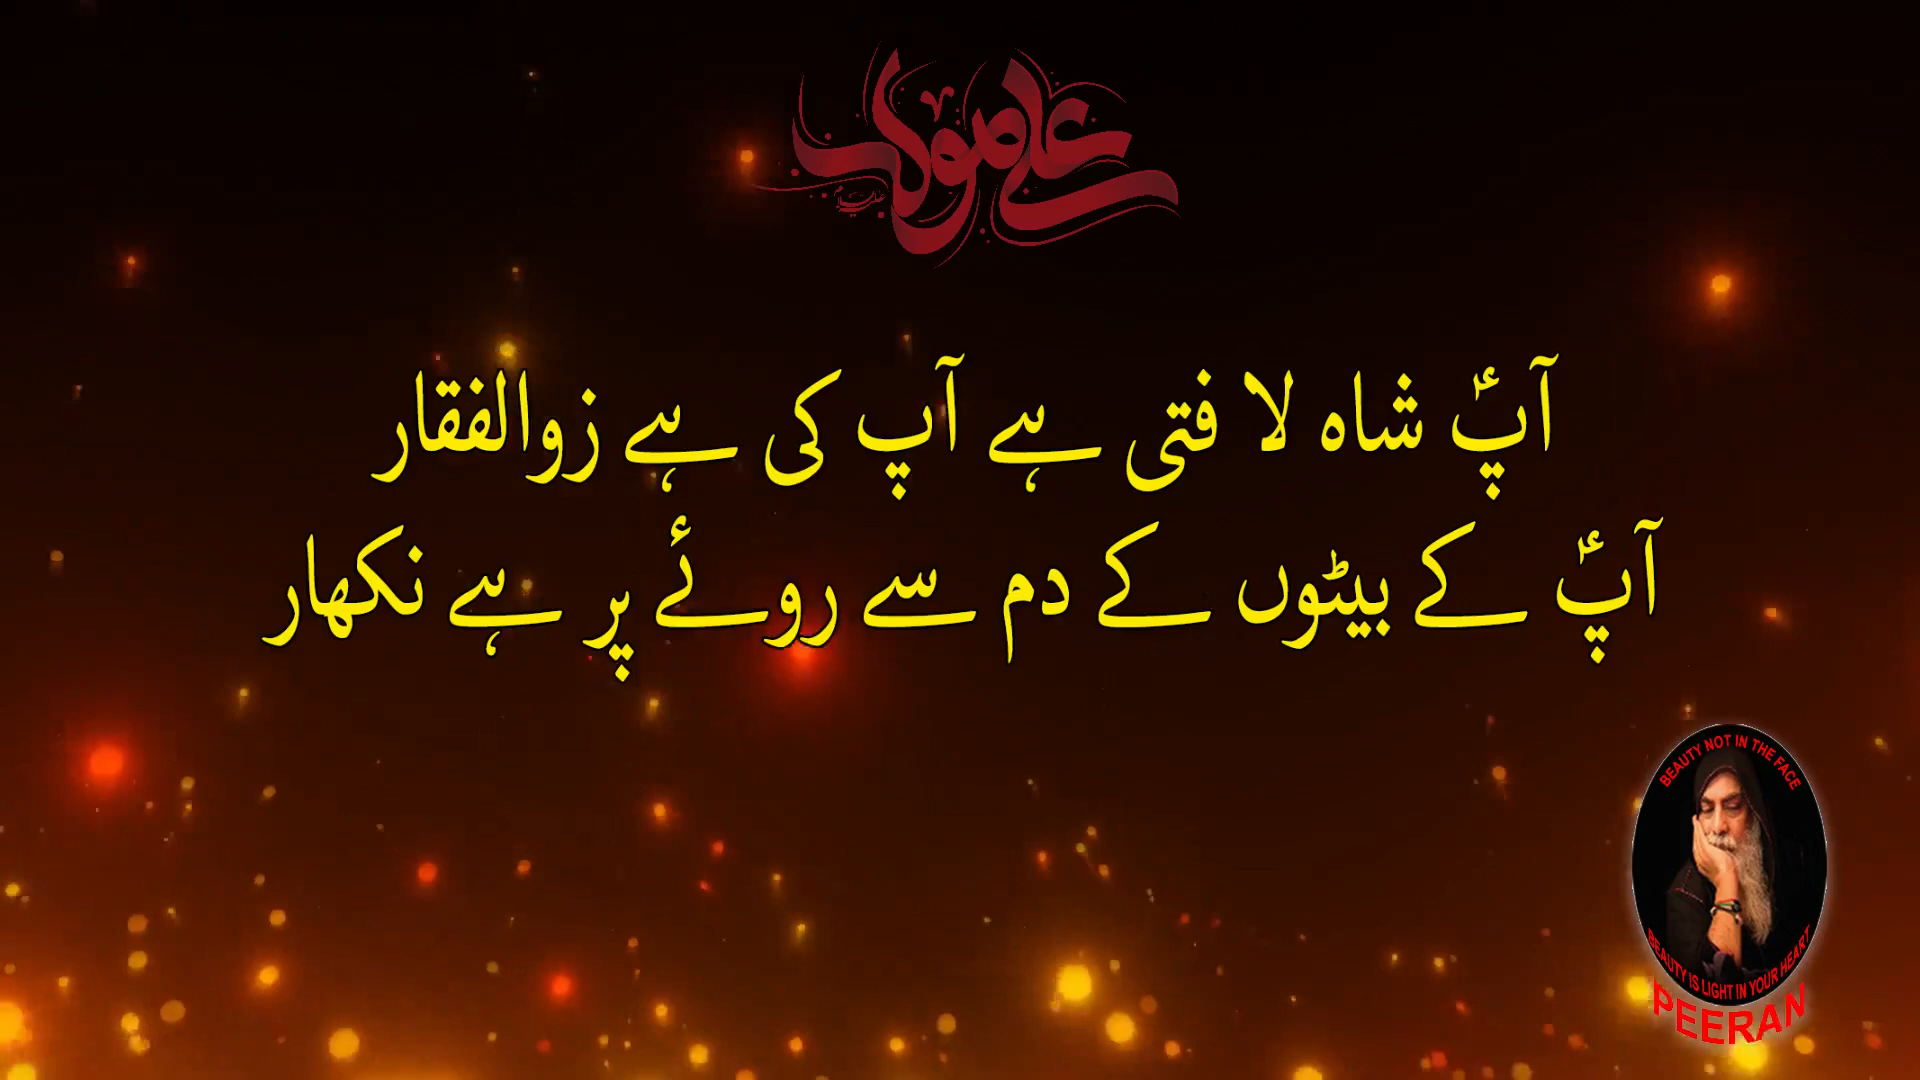 علی مولا
آپؑ شاہ لا فتی ہے آپ کی ہے زوالفقار
آپؑ کے بیٹوں کے دم سے روئے پر ہے نکھار
BEAUTY NOT IN THE FACE
BEAUTY IS LIGHT IN YOUR HEART
PEERAN